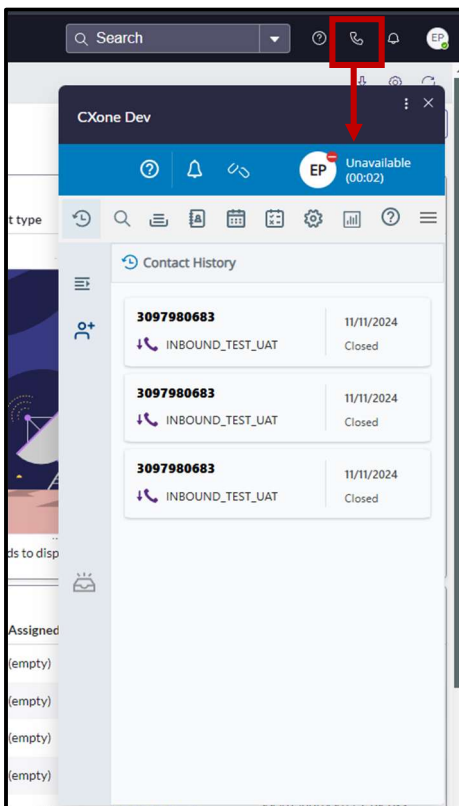 Search
EP
CXone Dev
EP
Unavailable
(00:02)
t type
Contact History
3097980683
11/11/2024
INBOUND_TEST_UAT
Closed
3097980683
11/11/2024
INBOUND_TEST_UAT
Closed
3097980683
11/11/2024
INBOUND_TEST_UAT
Closed
ds to disp
Assigned
(empty)
(empty)
(empty)
(empty)